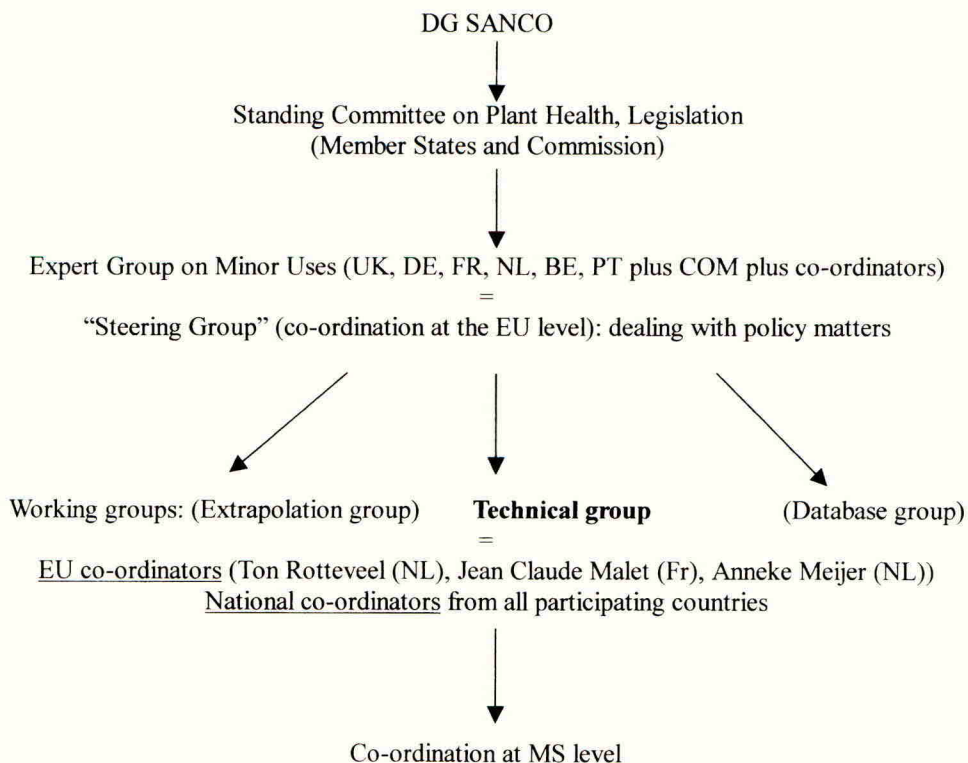 DG SANCO
Standing Committee on Plant Health, Legislation
(Member States and Commission)
Expert Group on Minor Uses (UK, DE, FR, NL, BE, PT plus COM plus co-ordinators)
=
“Steering Group” (co-ordination at the EU level): dealing with policy matters
Working groups: (Extrapolation group) Technical group (Database group)
=
EU co-ordinators (Ton Rotteveel (NL), Jean Claude Malet (Fr), Anneke Meijer (NL))
National co-ordinators from all participating countries
Co-ordination at MS level